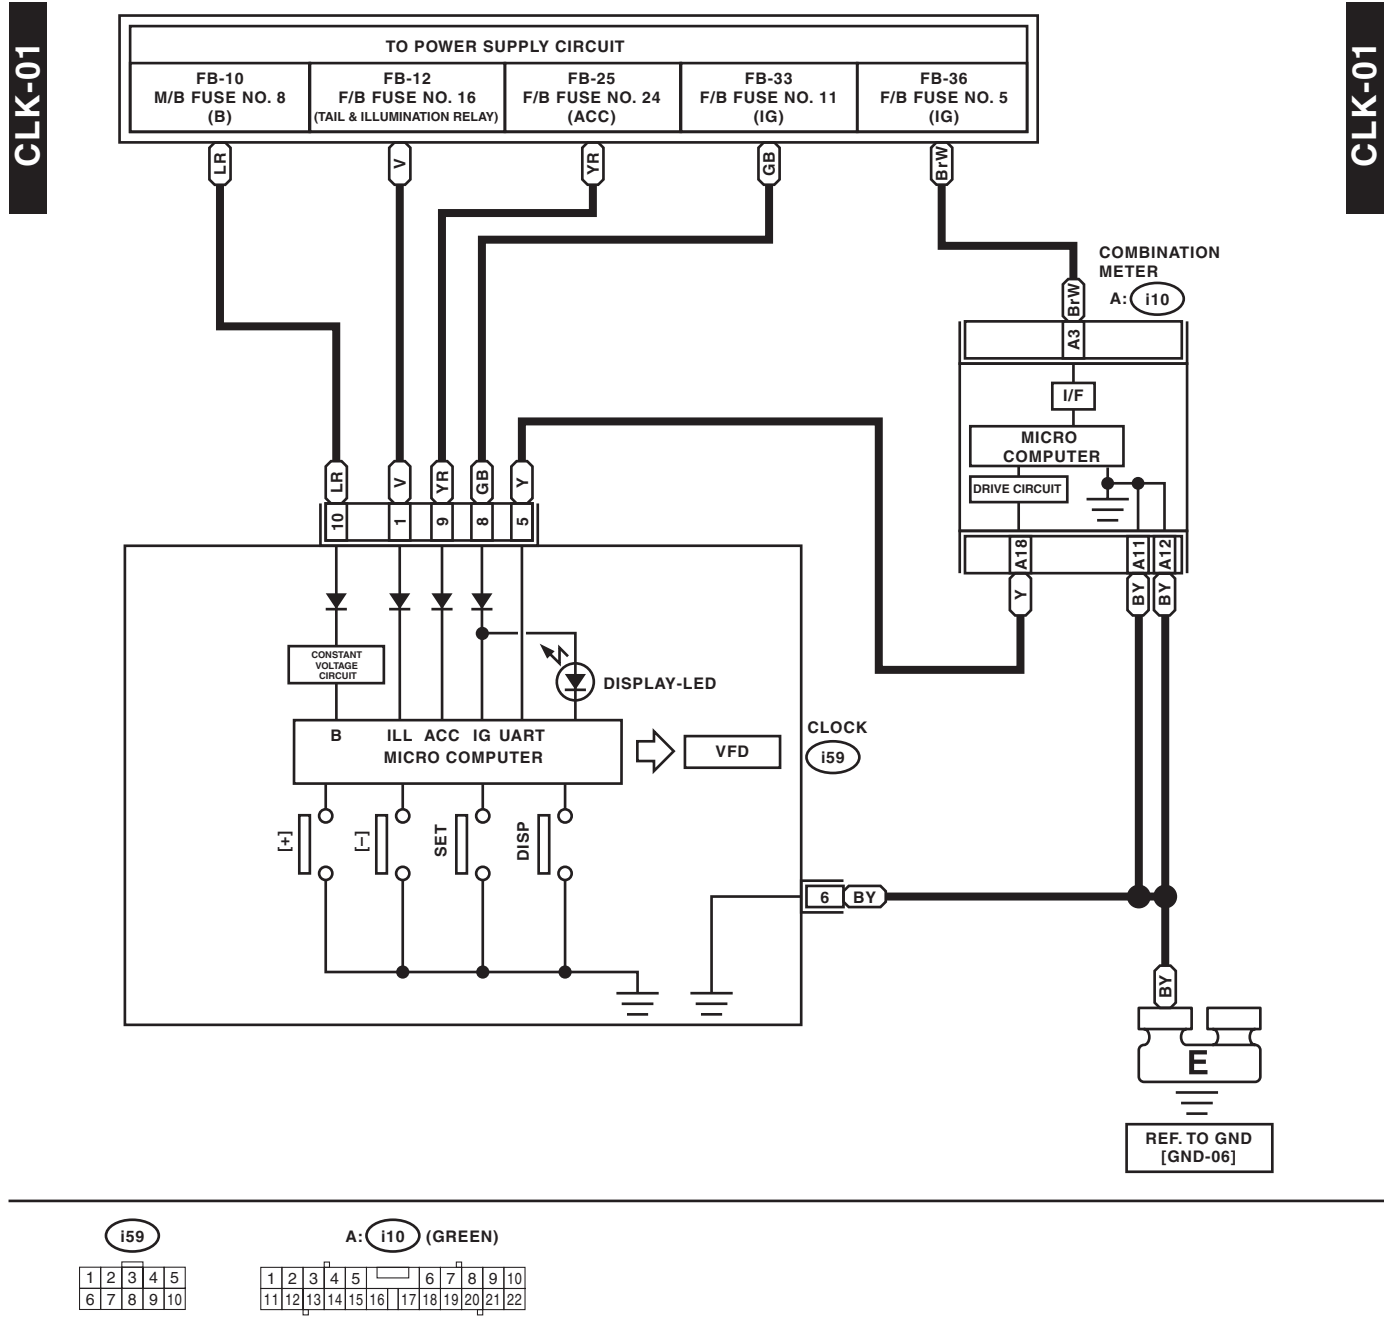 CLK-01
CLK-01
TO POWER SUPPLY CIRCUIT
FB-10
M/B FUSE NO. 8
(B)
FB-12
F/B FUSE NO. 16
(TAIL & ILLUMINATION RELAY)
FB-25
F/B FUSE NO. 24
(ACC)
FB-33
F/B FUSE NO. 11
(IG)
FB-36
F/B FUSE NO. 5
(IG)
LR
V
YR
GB
BrW
COMBINATION
METER
A: i10
BrW
A3
I/F
MICRO
COMPUTER
DRIVE CIRCUIT
A18
A11
A12
Y
BY
BY
LR
V
YR
GB
Y
10
1
9
8
5
CONSTANT
VOLTAGE
CIRCUIT
DISPLAY-LED
B ILL ACC IG UART
MICRO COMPUTER
VFD
CLOCK
i59
[+]
[–]
SET
DISP
6
BY
BY
E
REF. TO GND
[GND-06]
i59
1 2 3 4 5
6 7 8 9 10
A: i10 (GREEN)
1 2 3 4 5 6 7 8 9 10
11 12 13 14 15 16 17 18 19 20 21 22